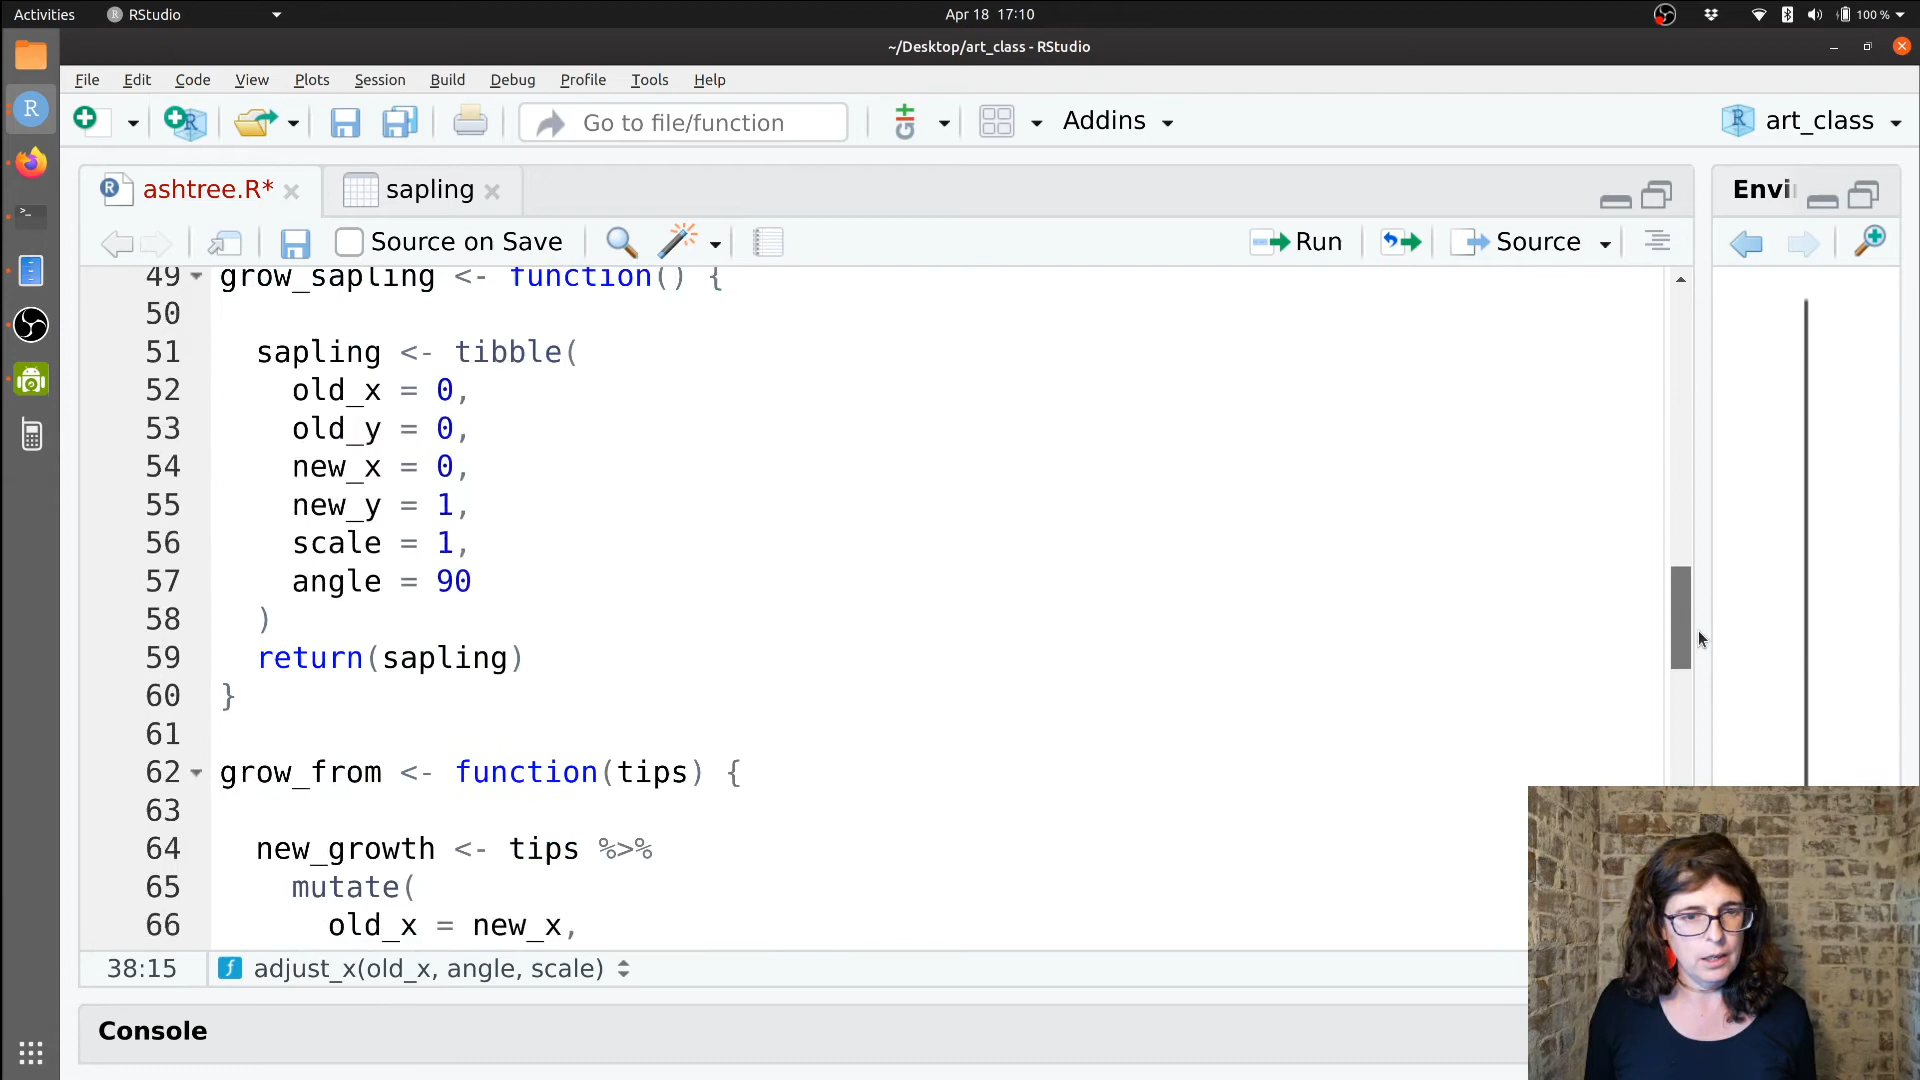 Activities RStudio Apr 18 17:10 100 %
~/Desktop/art_class - RStudio
File Edit Code View Plots Session Build Debug Profile Tools Help
Go to file/function Addins art_class
ashtree.R* sapling Envi
Source on Save Run Source
49 grow_sapling <- function() {
50
51 sapling <- tibble(
52 old_x = 0,
53 old_y = 0,
54 new_x = 0,
55 new_y = 1,
56 scale = 1,
57 angle = 90
58 )
59 return(sapling)
60 }
61
62 grow_from <- function(tips) {
63
64 new_growth <- tips %>%
65 mutate(
66 old_x = new_x,
38:15 adjust_x(old_x, angle, scale)
Console